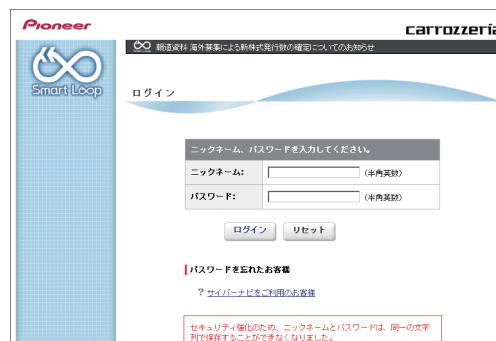 Pioneer
carrozzeria
報道資料 海外募集による新株式発行数の確定についてのお知らせ
Smart Loop
ログイン
ニックネーム、パスワードを入力してください。
ニックネーム: (半角英数)
パスワード: (半角英数)
ログイン リセット
パスワードを忘れたお客様
? サイバーナビをご利用のお客様
セキュリティ強化のため、ニックネームとパスワードは、同一の文字
列で保存することができなくなりました。